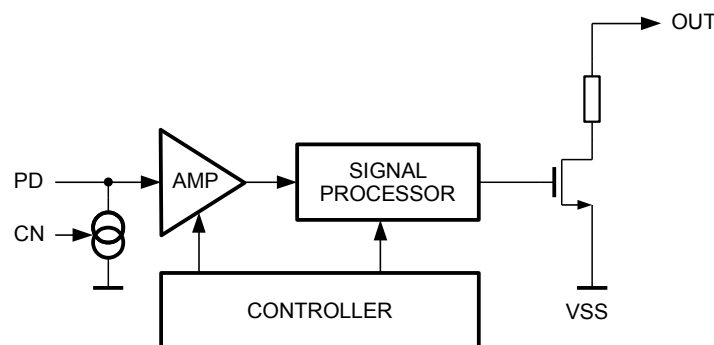 OUT
PD
AMP
SIGNAL
PROCESSOR
CN
CONTROLLER
VSS